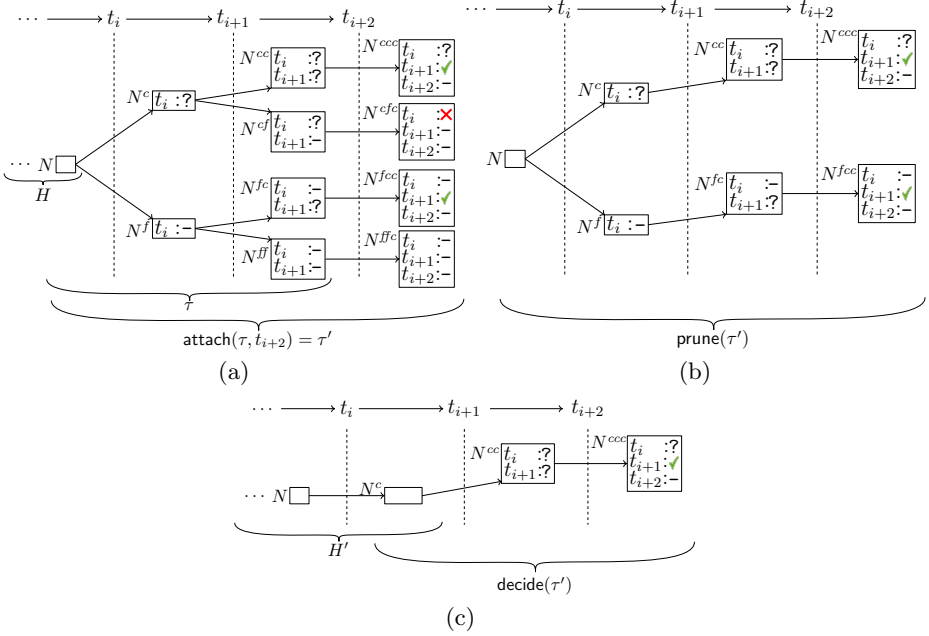 ··· → t_i → t_{i+1} → t_{i+2}
N^{cc} t_i :?
t_{i+1}:?
N^{ccc} t_i :?
t_{i+1}:✓
t_{i+2}:–
N^c t_i :?
N^{cf} t_i :?
t_{i+1}:–
N^{cfc} t_i :✗
t_{i+1}:–
t_{i+2}:–
··· N
H
N^{fc} t_i :–
t_{i+1}:?
N^{fcc} t_i :–
t_{i+1}:✓
t_{i+2}:–
N^f t_i :–
N^{ff} t_i :–
t_{i+1}:–
N^{ffc} t_i :–
t_{i+1}:–
t_{i+2}:–
τ
attach(τ, t_{i+2}) = τ′
(a)
··· → t_i → t_{i+1} → t_{i+2}
N^{cc} t_i :?
t_{i+1}:?
N^{ccc} t_i :?
t_{i+1}:✓
t_{i+2}:–
N^c t_i :?
N
N^{fc} t_i :–
t_{i+1}:?
N^{fcc} t_i :–
t_{i+1}:✓
t_{i+2}:–
N^f t_i :–
prune(τ′)
(b)
··· → t_i → t_{i+1} → t_{i+2}
N^{cc} t_i :?
t_{i+1}:?
N^{ccc} t_i :?
t_{i+1}:✓
t_{i+2}:–
··· N N^c
H′
decide(τ′)
(c)